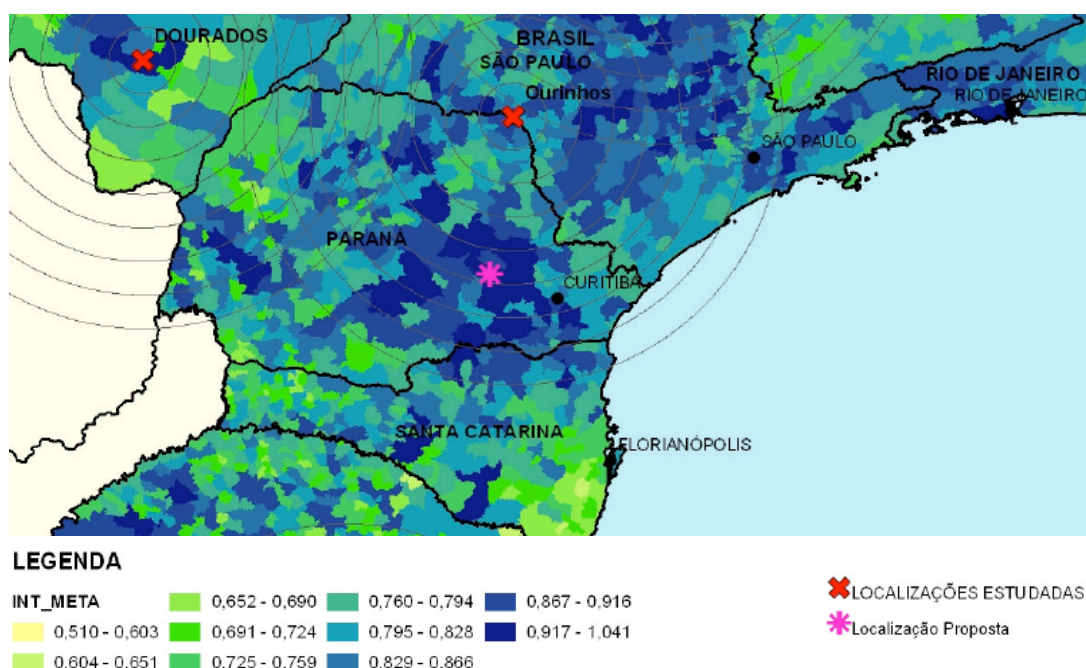 DOURADOS
BRASIL
SÃO PAULO
Ourinhos
RIO DE JANEIRO
RIO DE JANEIRO
SÃO PAULO
PARANÁ
CURITIBA
SANTA CATARINA
FLORIANÓPOLIS
LEGENDA
INT_META
0,510 - 0,603
0,604 - 0,651
0,652 - 0,690
0,691 - 0,724
0,725 - 0,759
0,760 - 0,794
0,795 - 0,828
0,829 - 0,866
0,867 - 0,916
0,917 - 1,041
LOCALIZAÇÕES ESTUDADAS
Localização Proposta